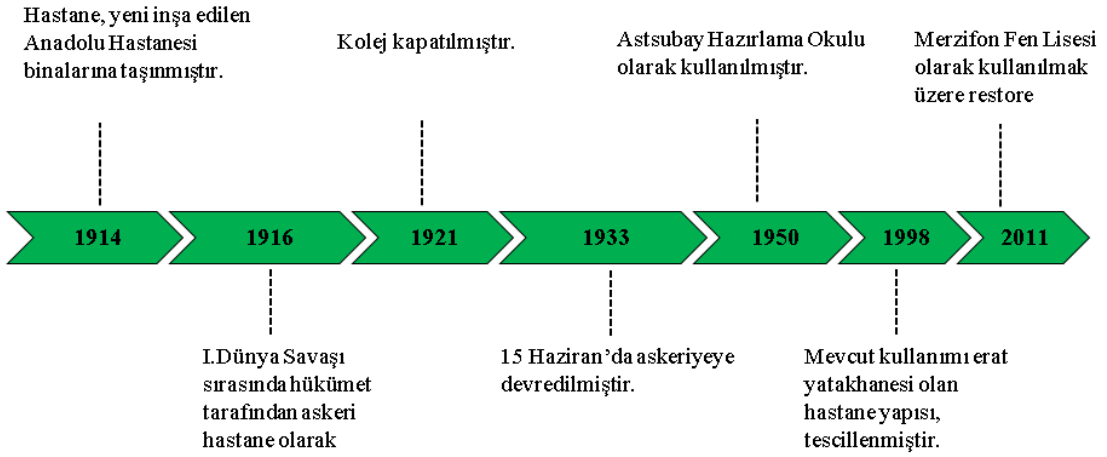 Hastane, yeni inşa edilen
Anadolu Hastanesi
binalarına taşınmıştır.
Kolej kapatılmıştır.
Astsubay Hazırlama Okulu
olarak kullanılmıştır.
Merzifon Fen Lisesi
olarak kullanılmak
üzere restore
1914
1916
1921
1933
1950
1998
2011
I.Dünya Savaşı
sırasında hükümet
tarafından askeri
hastane olarak
15 Haziran’da askeriyeye
devredilmiştir.
Mevcut kullanımı erat
yatakhanesi olan
hastane yapısı,
tescillenmiştir.